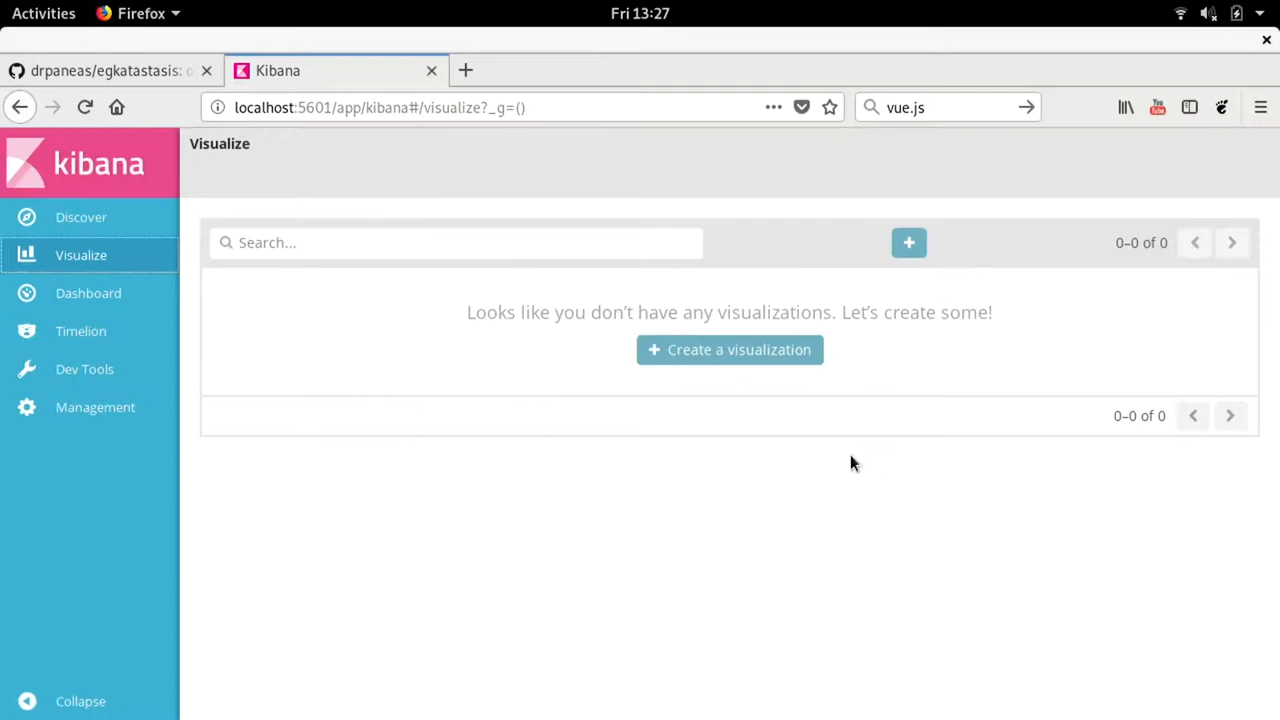 Activities Firefox Fri 13:27
drpaneas/egkatastasis: Kibana
localhost:5601/app/kibana#/visualize?_g=() vue.js
kibana
Visualize
Discover
Search... 0–0 of 0
Visualize
Dashboard
Looks like you don't have any visualizations. Let's create some!
Timelion
Create a visualization
Dev Tools
Management
0–0 of 0
Collapse